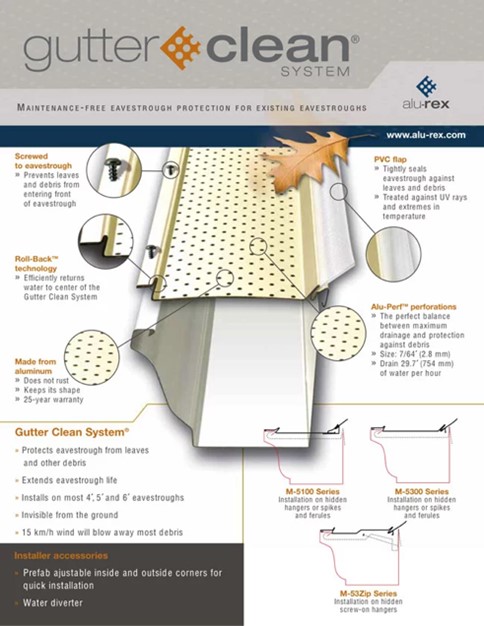 gutter clean®
SYSTEM
MAINTENANCE-FREE EAVESTROUGH PROTECTION FOR EXISTING EAVESTROUGHS
alu-rex
www.alu-rex.com
Screwed
to eavestrough
» Prevents leaves
and debris from
entering front
of eavestrough
Roll-Back™
technology
» Efficiently returns
water to center of the
Gutter Clean System
Made from
aluminum
» Does not rust
» Keeps its shape
» 25-year warranty
PVC flap
» Tightly seals
eavestrough against
leaves and debris
» Treated against UV rays
and extremes in
temperature
Alu-Perf™ perforations
» The perfect balance
between maximum
drainage and protection
against debris
» Size: 7/64" (2.8 mm)
» Drain 29.7" (754 mm)
of water per hour
Gutter Clean System®
» Protects eavestrough from leaves
and other debris
» Extends eavestrough life
» Installs on most 4", 5" and 6" eavestroughs
» Invisible from the ground
» 15 km/h wind will blow away most debris
Installer accessories
» Prefab ajustable inside and outside corners for
quick installation
» Water diverter
M-5100 Series
Installation on hidden
hangers or spikes
and ferules
M-5300 Series
Installation on hidden
hangers or spikes
and ferules
M-53Zip Series
Installation on hidden
screw-on hangers